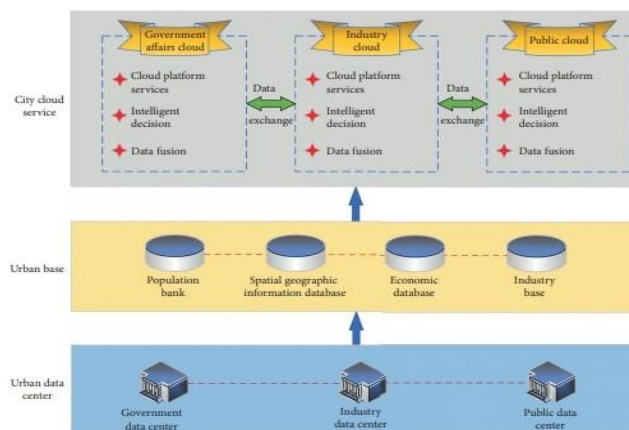 Government
affairs cloud
Industry
cloud
Public cloud
City cloud
service
Cloud platform
services
Intelligent
decision
Data fusion
Data
exchange
Cloud platform
services
Intelligent
decision
Data fusion
Data
exchange
Cloud platform
services
Intelligent
decision
Data fusion
Urban base
Population
bank
Spatial geographic
information database
Economic
database
Industry
base
Urban data
center
Government
data center
Industry
data center
Public data
center